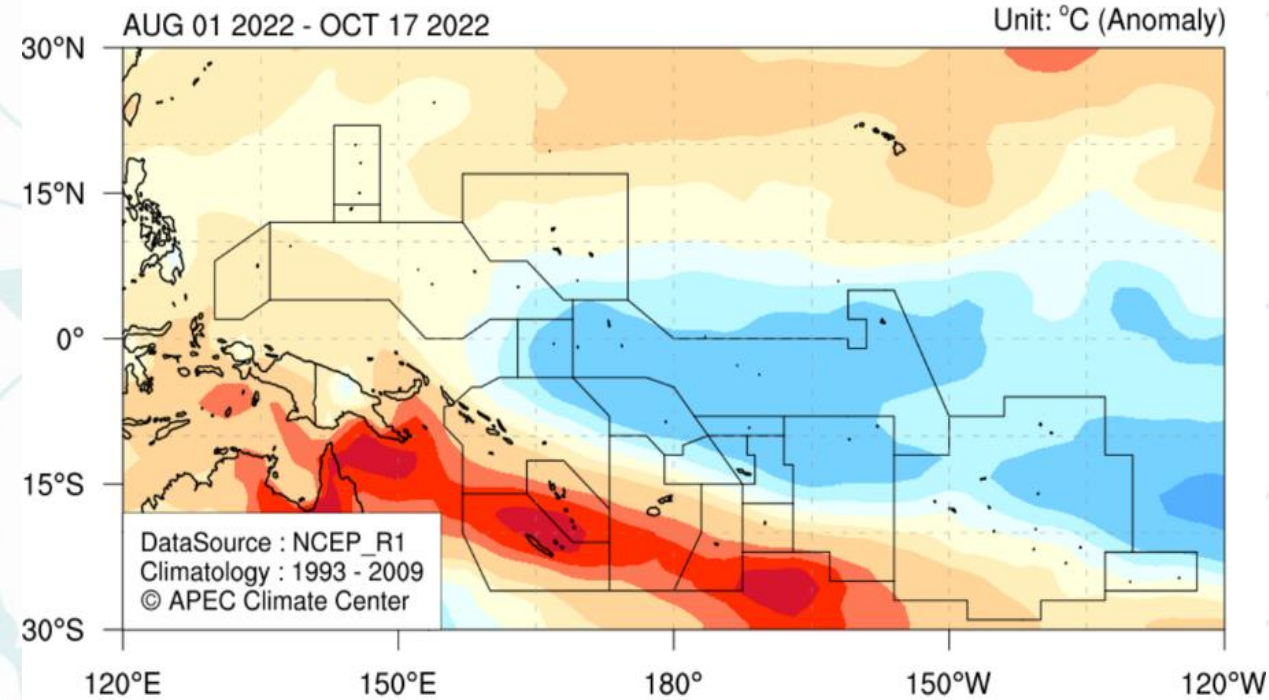 AUG 01 2022 - OCT 17 2022
Unit: °C (Anomaly)
30°N
15°N
0°
15°S
30°S
DataSource : NCEP_R1
Climatology : 1993 - 2009
© APEC Climate Center
120°E 150°E 180° 150°W 120°W